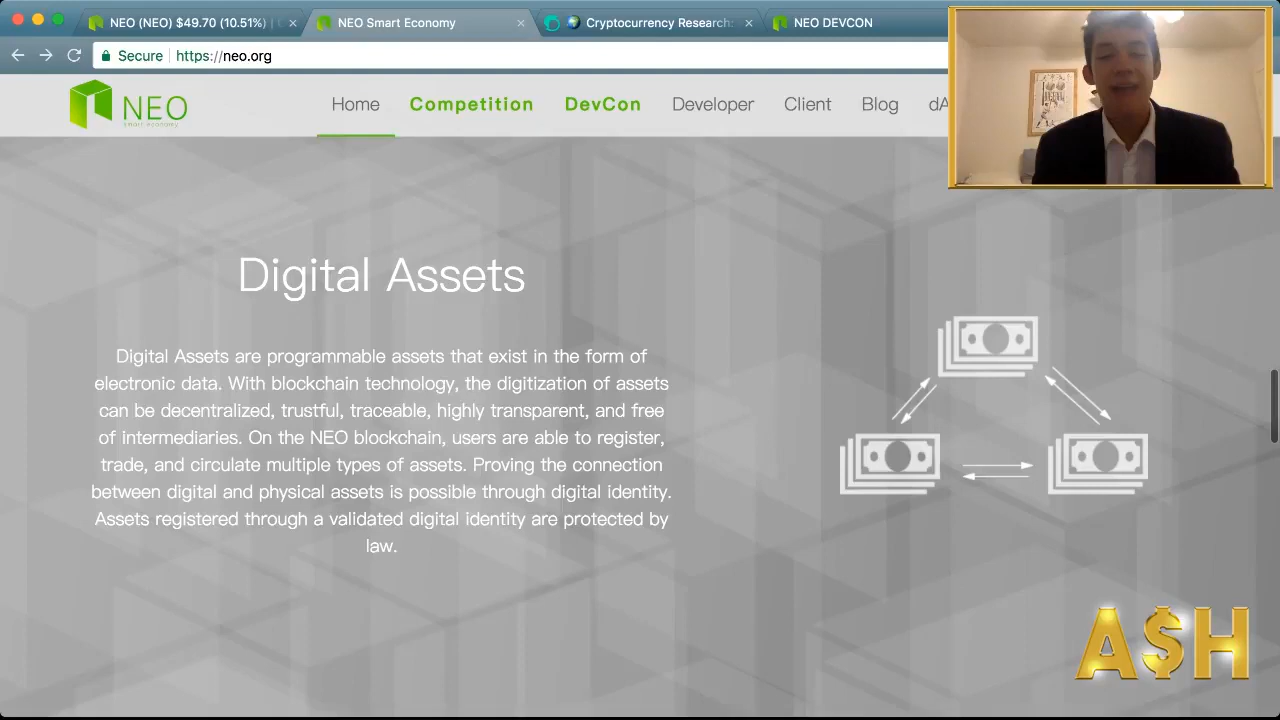 NEO (NEO) $49.70 (10.51%) |
NEO Smart Economy
Cryptocurrency Research
NEO DEVCON
Secure
https://neo.org
NEO
smart economy
Home
Competition
DevCon
Developer
Client
Blog
dA
Digital Assets
Digital Assets are programmable assets that exist in the form of
electronic data. With blockchain technology, the digitization of assets
can be decentralized, trustful, traceable, highly transparent, and free
of intermediaries. On the NEO blockchain, users are able to register,
trade, and circulate multiple types of assets. Proving the connection
between digital and physical assets is possible through digital identity.
Assets registered through a validated digital identity are protected by
law.
A$H